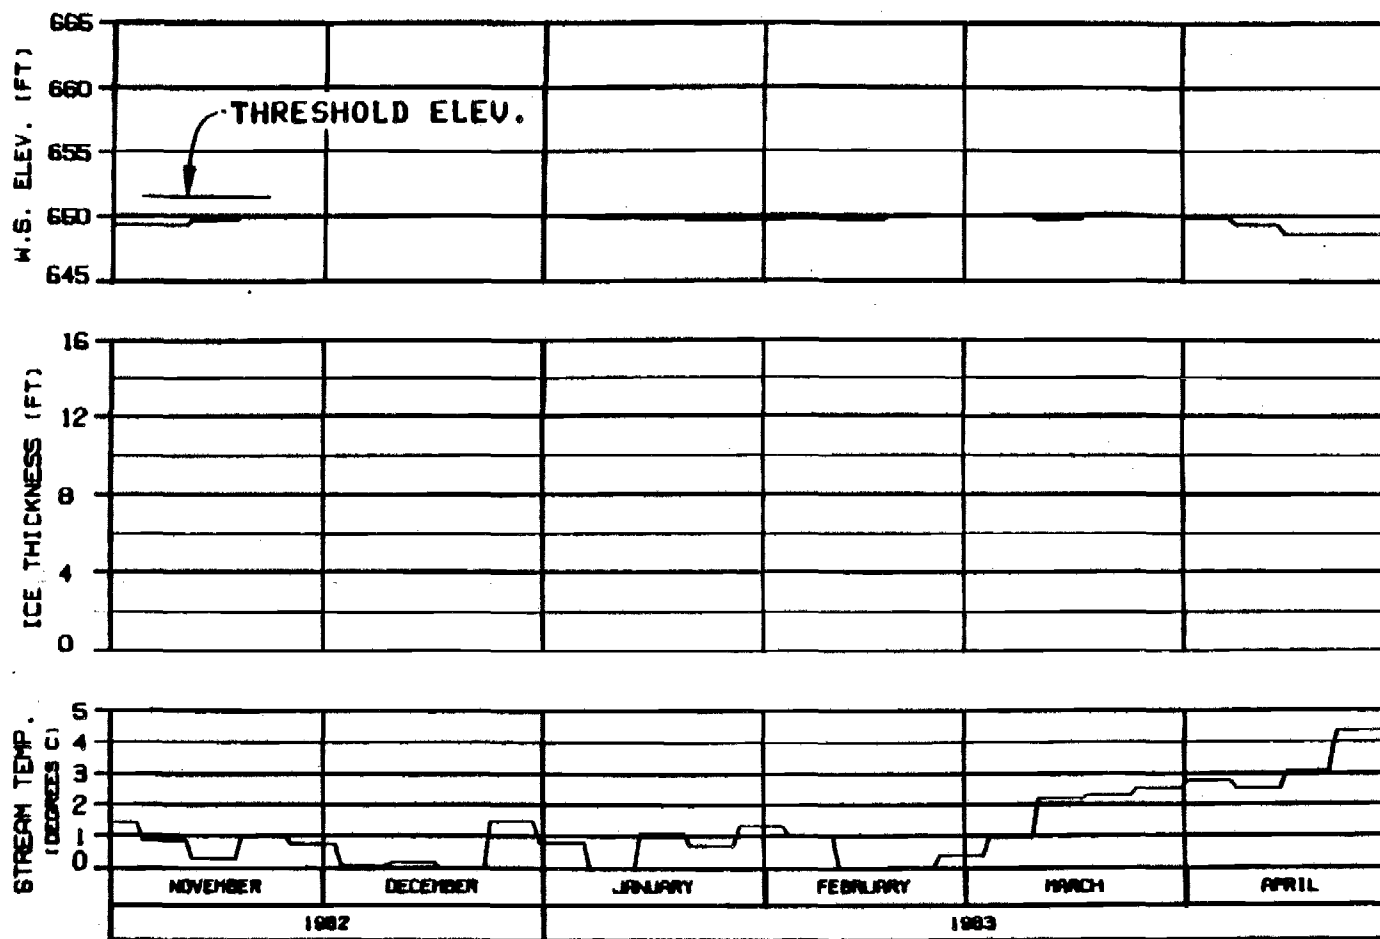 W.S. ELEV. (FT)
665
660
655
650
645
THRESHOLD ELEV.
ICE THICKNESS (FT)
16
12
8
4
0
STREAM TEMP.
(DEGREES C)
5
4
3
2
1
0
NOVEMBER DECEMBER JANUARY FEBRUARY MARCH APRIL
1982 1983